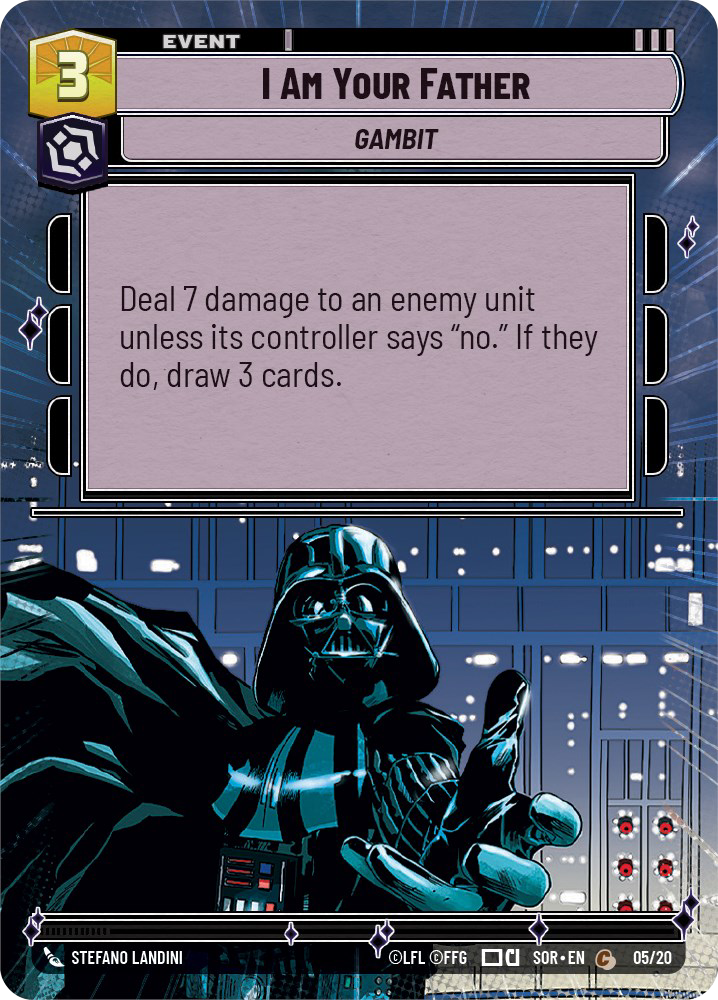 EVENT
3
I AM YOUR FATHER
GAMBIT
Deal 7 damage to an enemy unit
unless its controller says “no.” If they
do, draw 3 cards.
STEFANO LANDINI
©LFL ©FFG
SOR•EN
C
05/20